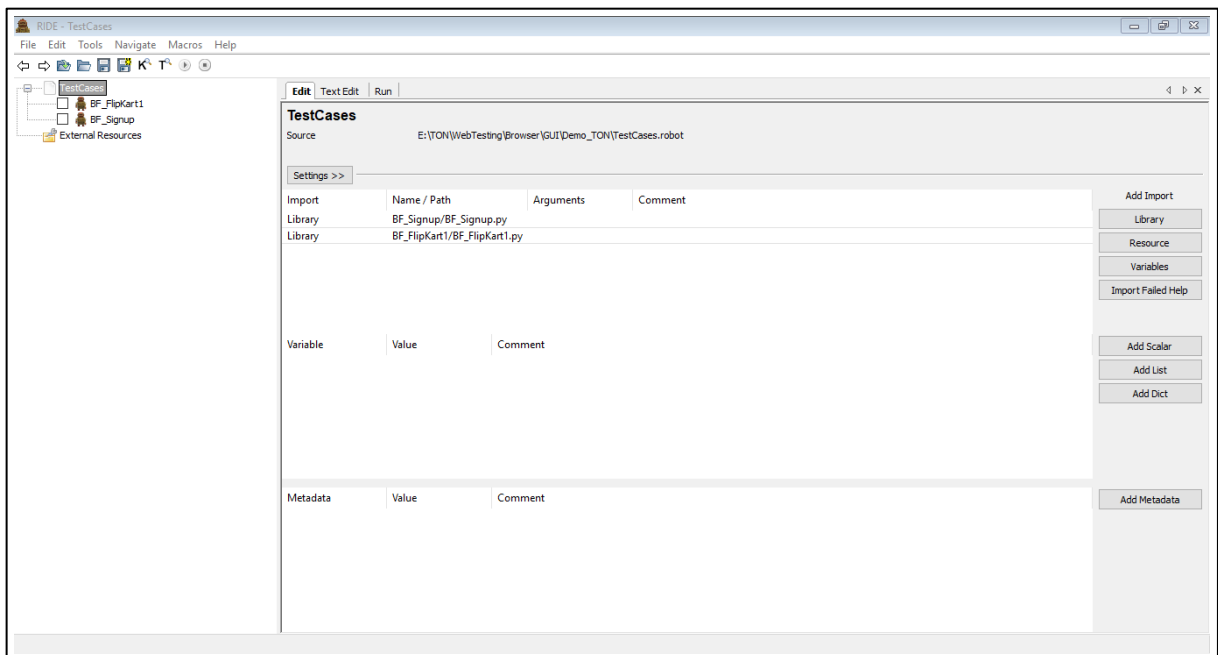 RIDE - TestCases
File Edit Tools Navigate Macros Help
TestCases
BF_FlipKart1
BF_Signup
External Resources
Edit Text Edit Run
TestCases
Source E:\TON\WebTesting\Browser\GUI\Demo_TON\TestCases.robot
Settings >>
Import Name / Path Arguments Comment Add Import
Library BF_Signup/BF_Signup.py Library
Library BF_FlipKart1/BF_FlipKart1.py
Resource
Variables
Import Failed Help
Variable Value Comment Add Scalar
Add List
Add Dict
Metadata Value Comment Add Metadata